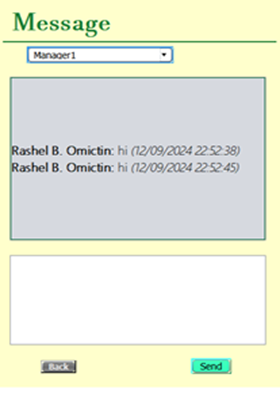 Message
Manager1
Rashel B. Omictin: hi (12/09/2024 22:52:38)
Rashel B. Omictin: hi (12/09/2024 22:52:45)
Back
Send